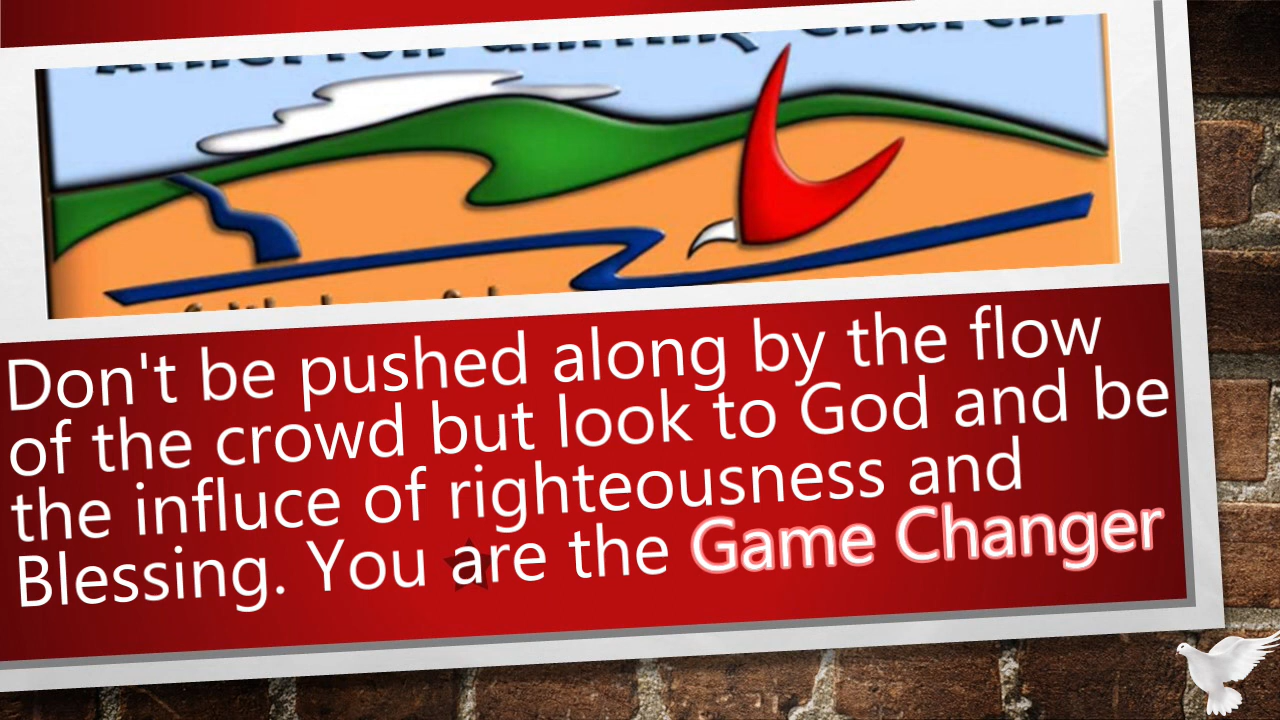 Church
Don't be pushed along by the flow
of the crowd but look to God and be
the influce of righteousness and
Blessing. You are the Game Changer